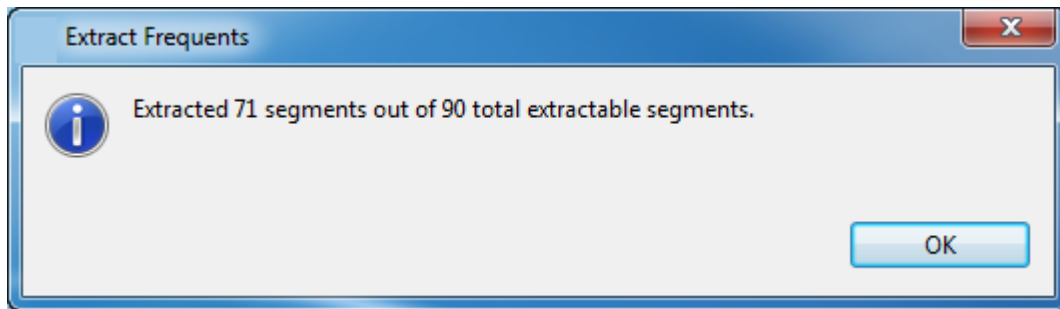 Extract Frequents
Extracted 71 segments out of 90 total extractable segments.
OK